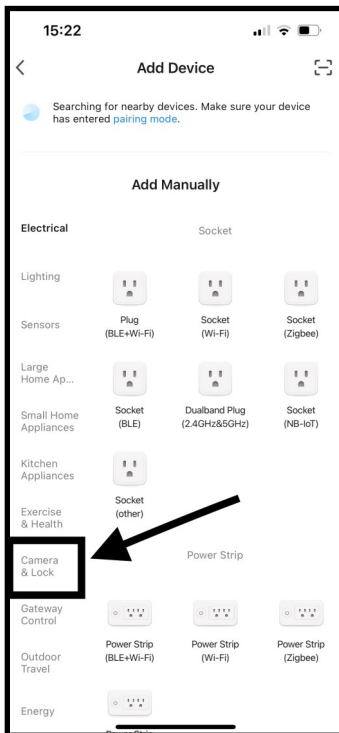 15:22
Add Device
Searching for nearby devices. Make sure your device
has entered pairing mode.
Add Manually
Electrical
Socket
Lighting
Sensors
Plug
(BLE+Wi-Fi)
Socket
(Wi-Fi)
Socket
(Zigbee)
Large
Home Ap...
Small Home
Appliances
Socket
(BLE)
Dualband Plug
(2.4GHz&5GHz)
Socket
(NB-IoT)
Kitchen
Appliances
Socket
(other)
Exercise
& Health
Camera
& Lock
Power Strip
Gateway
Control
Power Strip
(BLE+Wi-Fi)
Power Strip
(Wi-Fi)
Power Strip
(Zigbee)
Outdoor
Travel
Energy